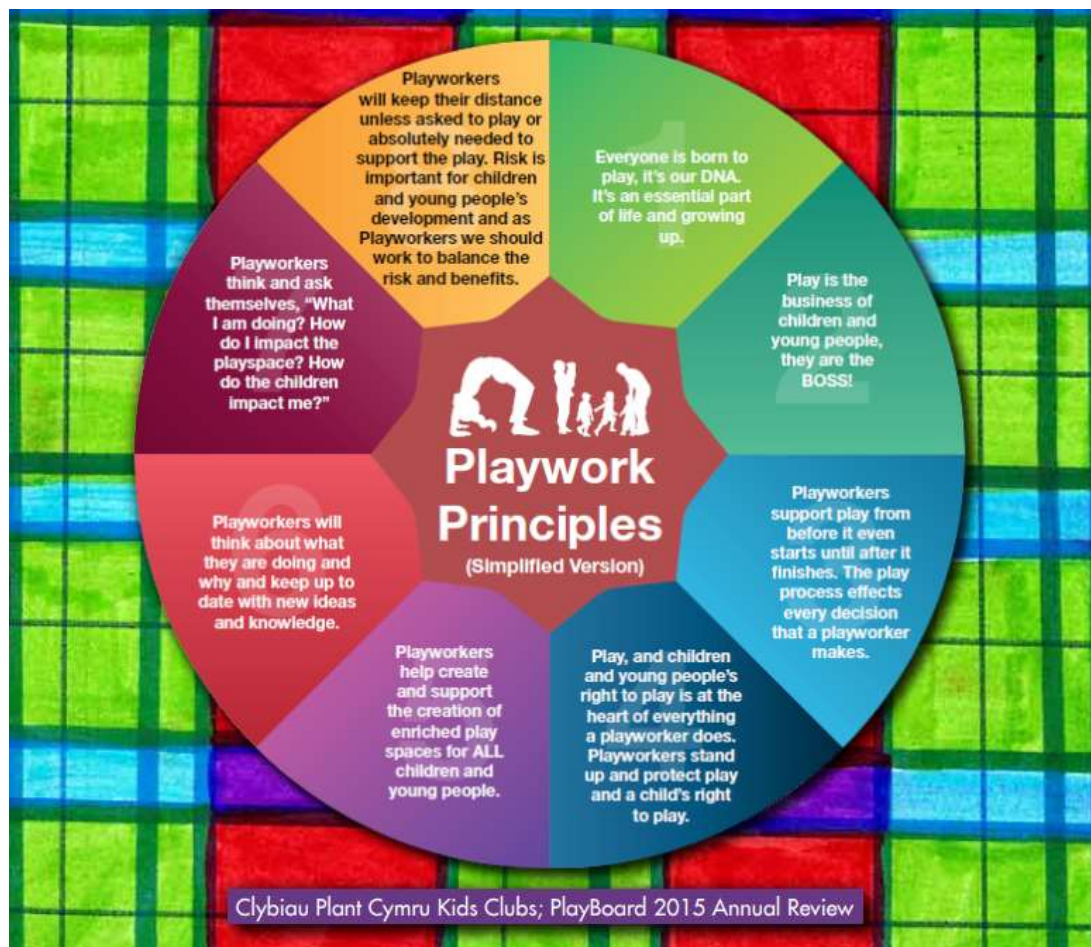 Playwork
Principles
(Simplified Version)
1
Everyone is born to
play, it's our DNA.
It's an essential part
of life and growing
up.
2
Play is the
business of
children and
young people,
they are the
BOSS!
Playworkers
support play from
before it even
starts until after it
finishes. The play
process effects
every decision
that a playworker
makes.
Play, and children
and young people's
right to play is at the
heart of everything
a playworker does.
Playworkers stand
up and protect play
and a child's right
to play.
Playworkers
help create
and support
the creation of
enriched play
spaces for ALL
children and
young people.
6
Playworkers will
think about what
they are doing and
why and keep up to
date with new ideas
and knowledge.
Playworkers
think and ask
themselves, "What
I am doing? How
do I impact the
playspace? How
do the children
impact me?"
Playworkers
will keep their distance
unless asked to play or
absolutely needed to
support the play. Risk is
important for children
and young people's
development and as
Playworkers we should
work to balance the
risk and benefits.
Clybiau Plant Cymru Kids Clubs; PlayBoard 2015 Annual Review